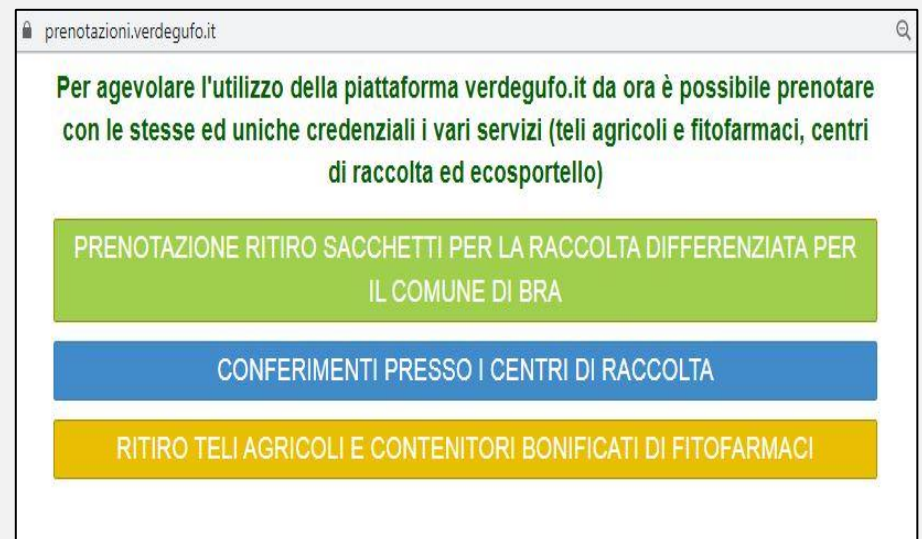 prenotazioni.verdegufo.it
Per agevolare l'utilizzo della piattaforma verdegufo.it da ora è possibile prenotare
con le stesse ed uniche credenziali i vari servizi (teli agricoli e fitofarmaci, centri
di raccolta ed ecosportello)
PRENOTAZIONE RITIRO SACCHETTI PER LA RACCOLTA DIFFERENZIATA PER
IL COMUNE DI BRA
CONFERIMENTI PRESSO I CENTRI DI RACCOLTA
RITIRO TELI AGRICOLI E CONTENITORI BONIFICATI DI FITOFARMACI